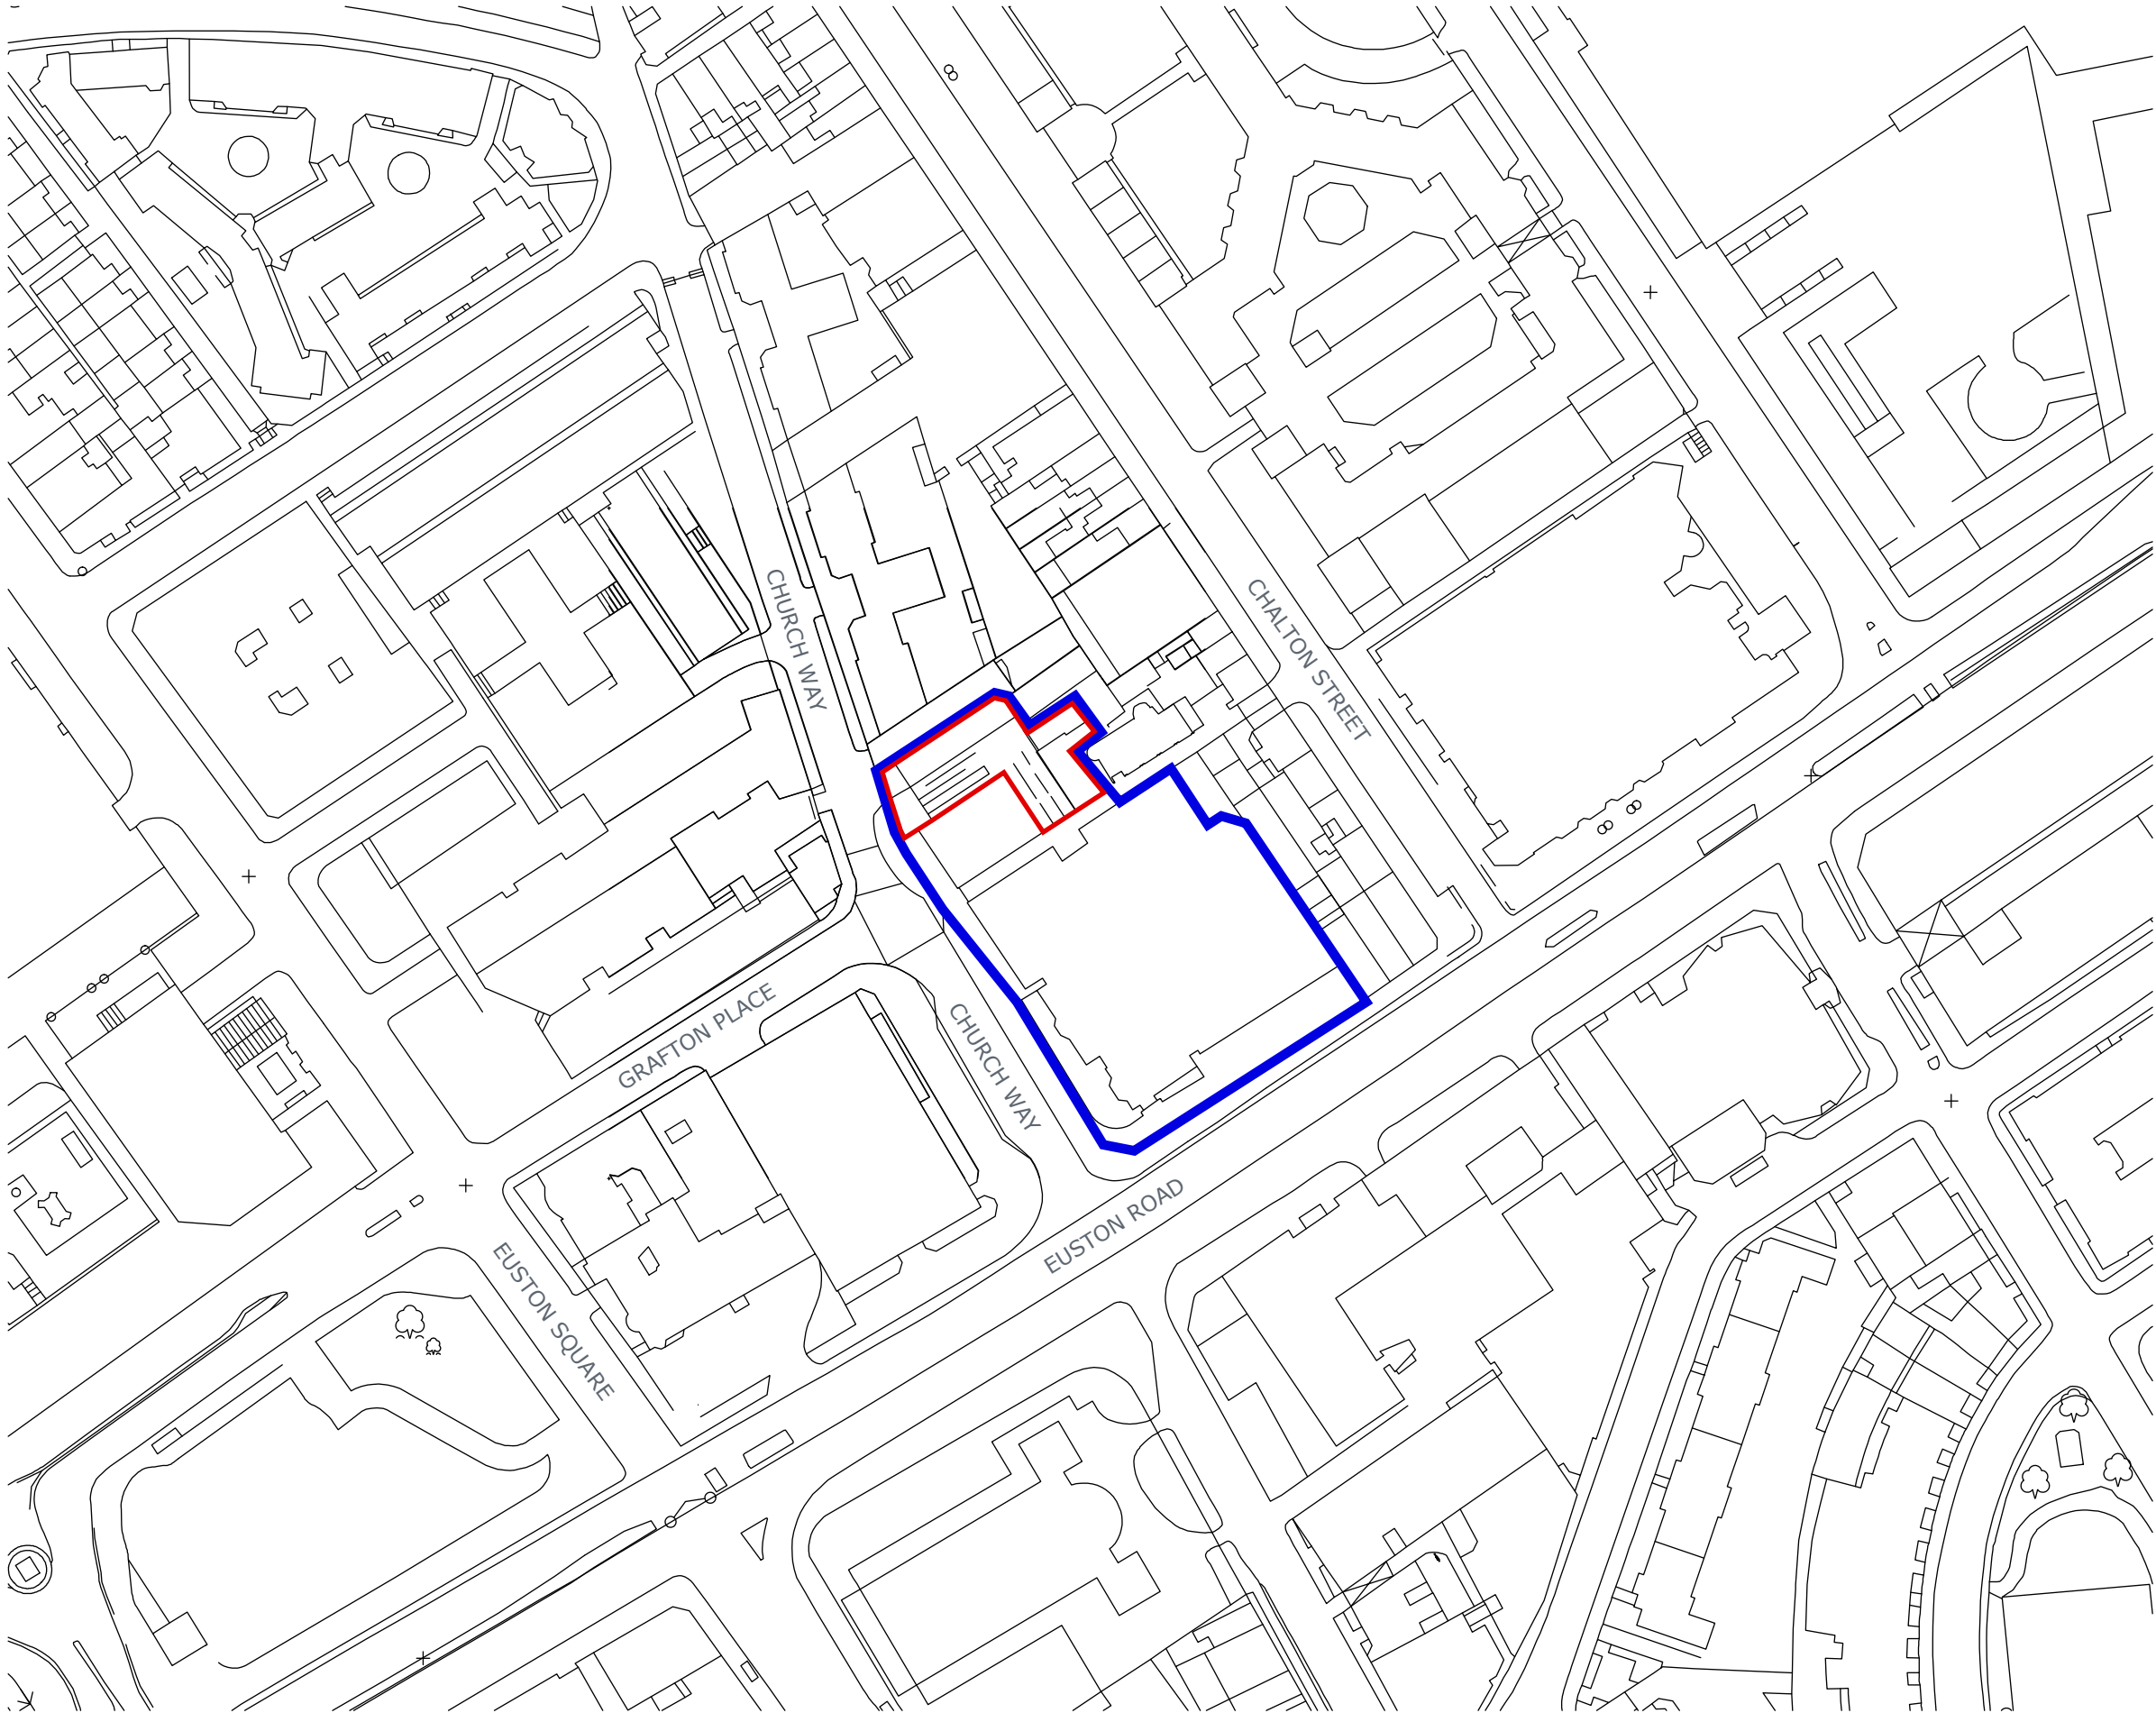 CHURCH WAY
CHALTON STREET
GRAFTON PLACE
CHURCH WAY
EUSTON ROAD
EUSTON SQUARE